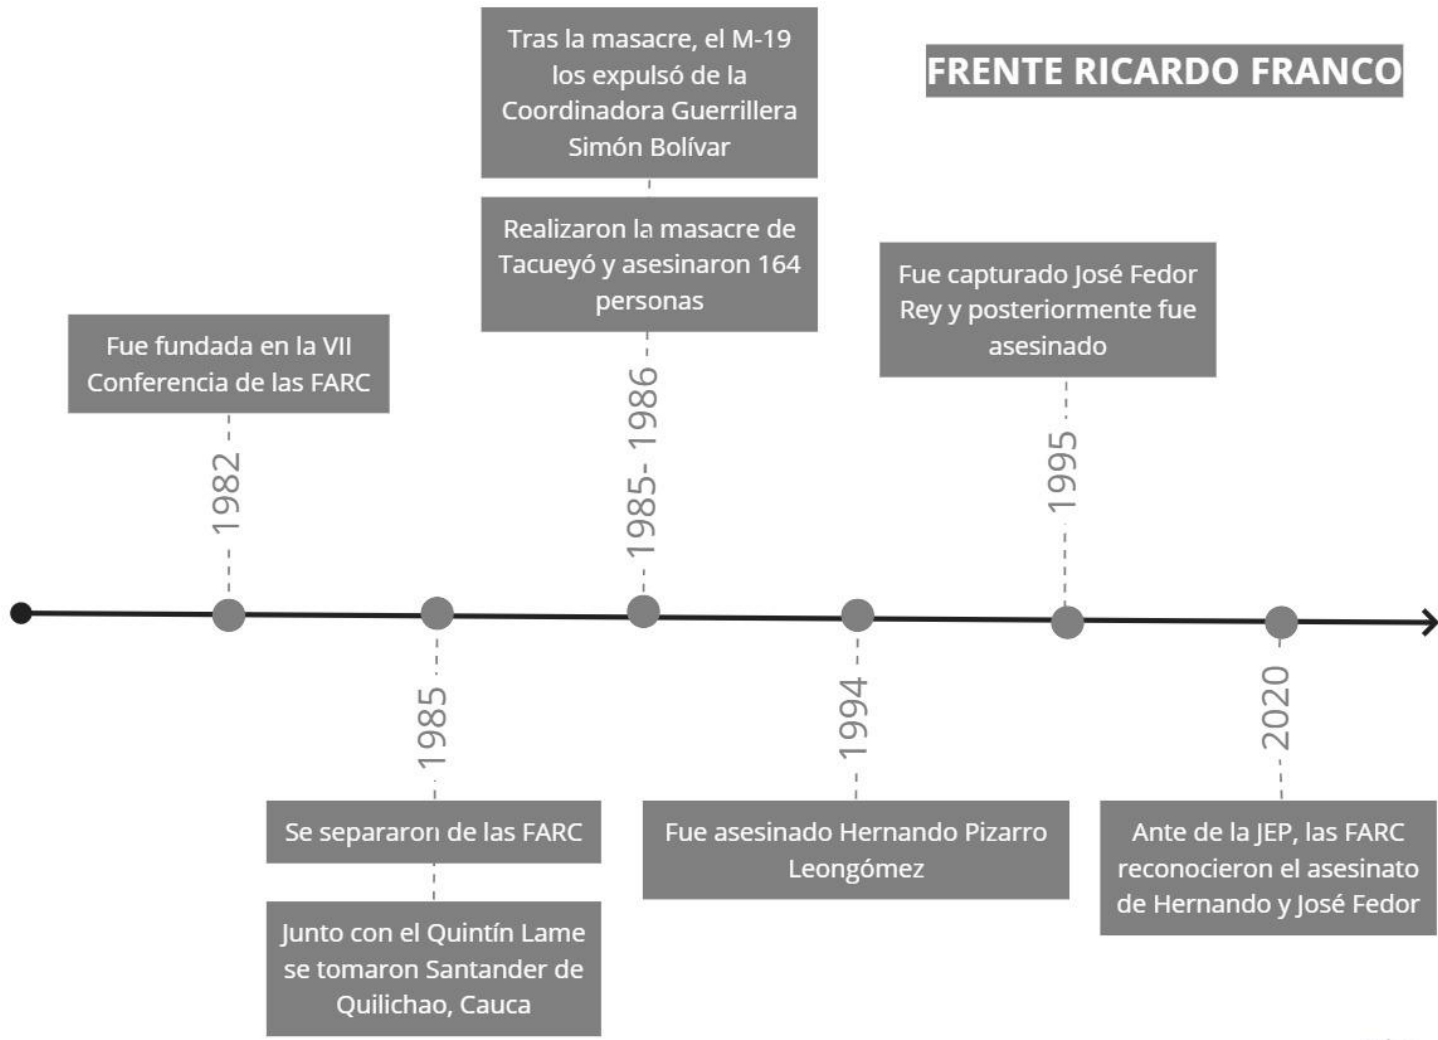 FRENTE RICARDO FRANCO
Fue fundada en la VII
Conferencia de las FARC
1982
Se separaron de las FARC
Junto con el Quintín Lame
se tomaron Santander de
Quilichao, Cauca
1985
Tras la masacre, el M-19
los expulsó de la
Coordinadora Guerrillera
Simón Bolívar
Realizaron la masacre de
Tacueyó y asesinaron 164
personas
1985- 1986
1994
Fue asesinado Hernando Pizarro
Leongómez
Fue capturado José Fedor
Rey y posteriormente fue
asesinado
1995
2020
Ante de la JEP, las FARC
reconocieron el asesinato
de Hernando y José Fedor